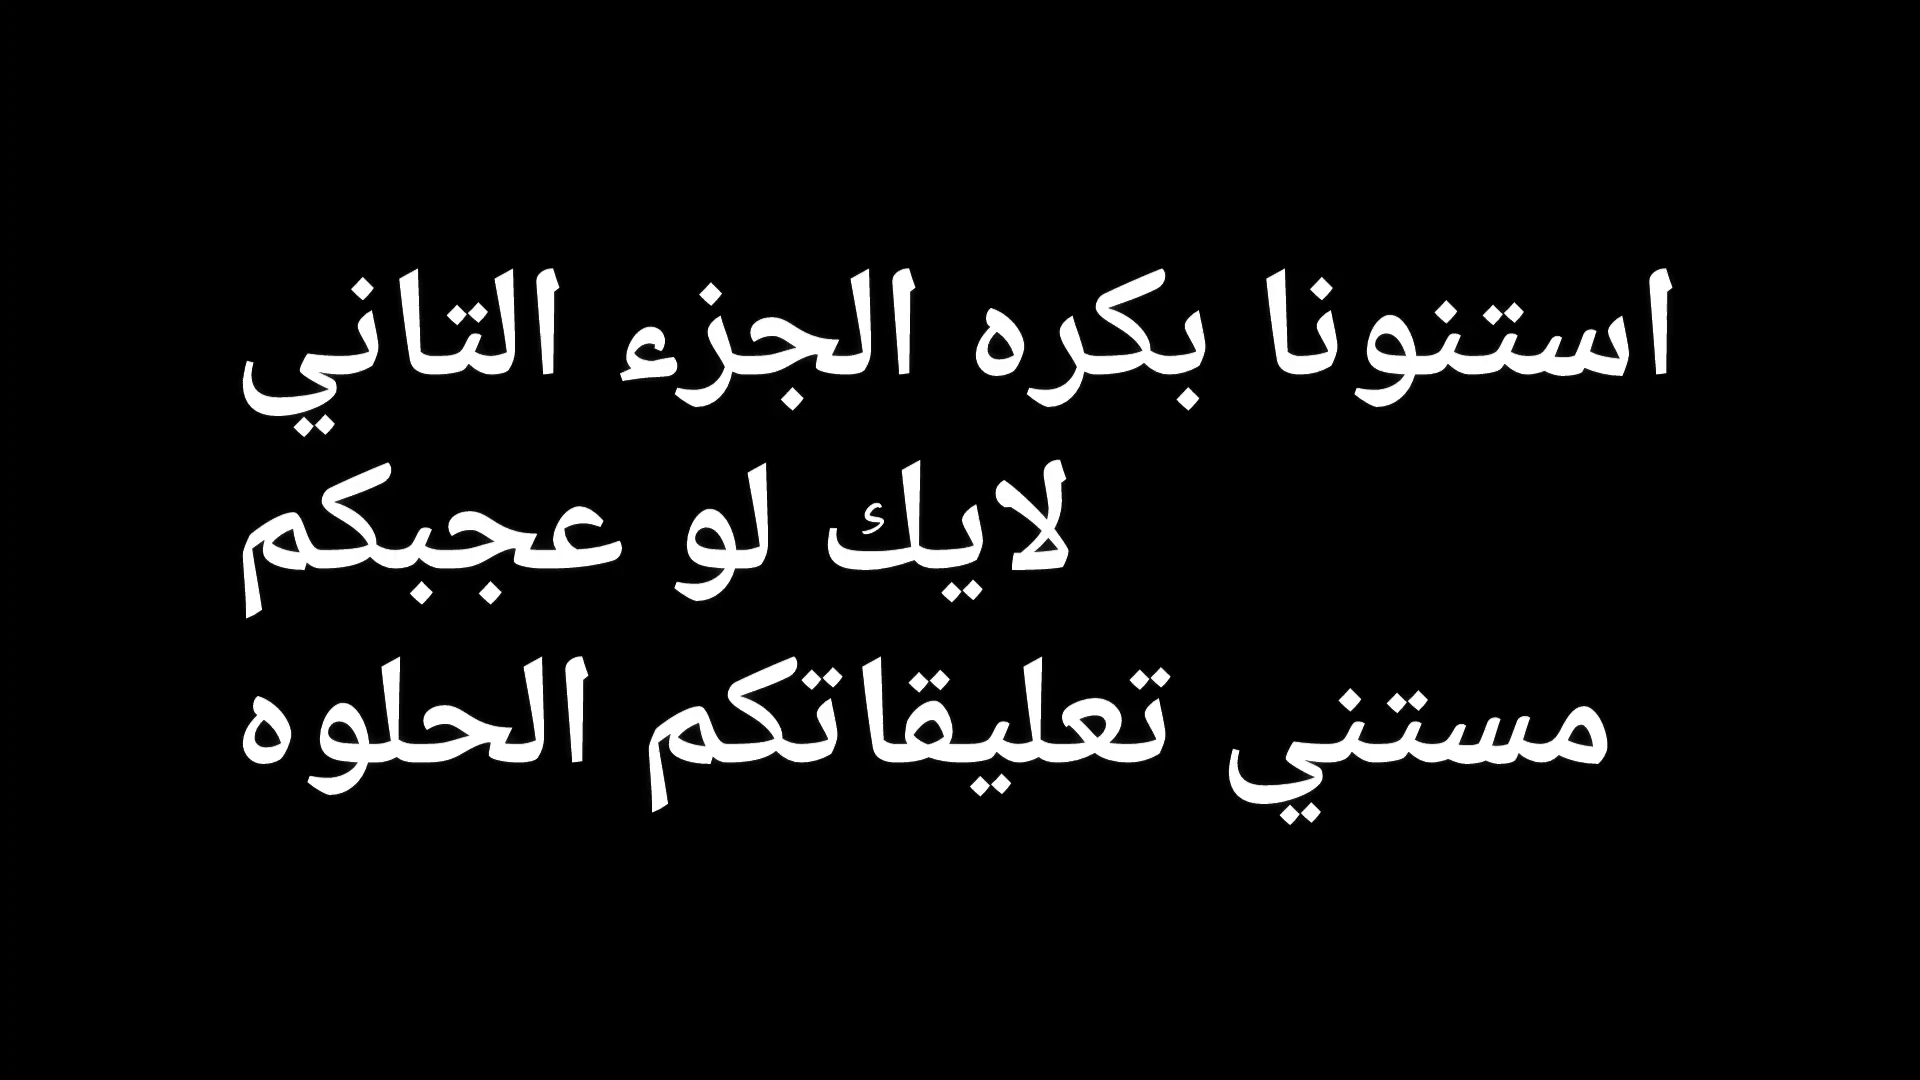 استنونا بكره الجزء التاني
لايك لو عجبكم
مستني تعليقاتكم الحلوه